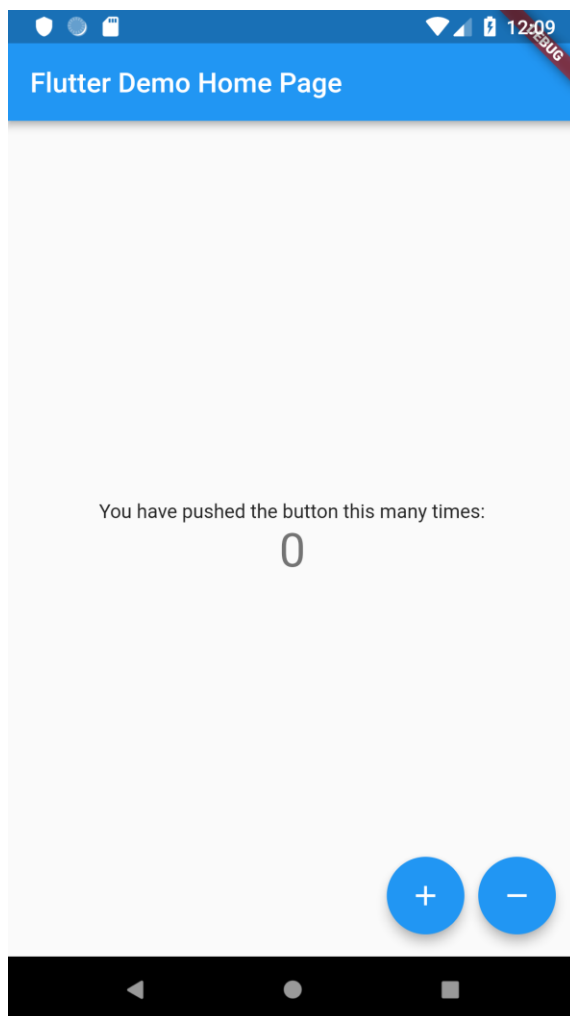 12:09
DEBUG
Flutter Demo Home Page
You have pushed the button this many times:
0